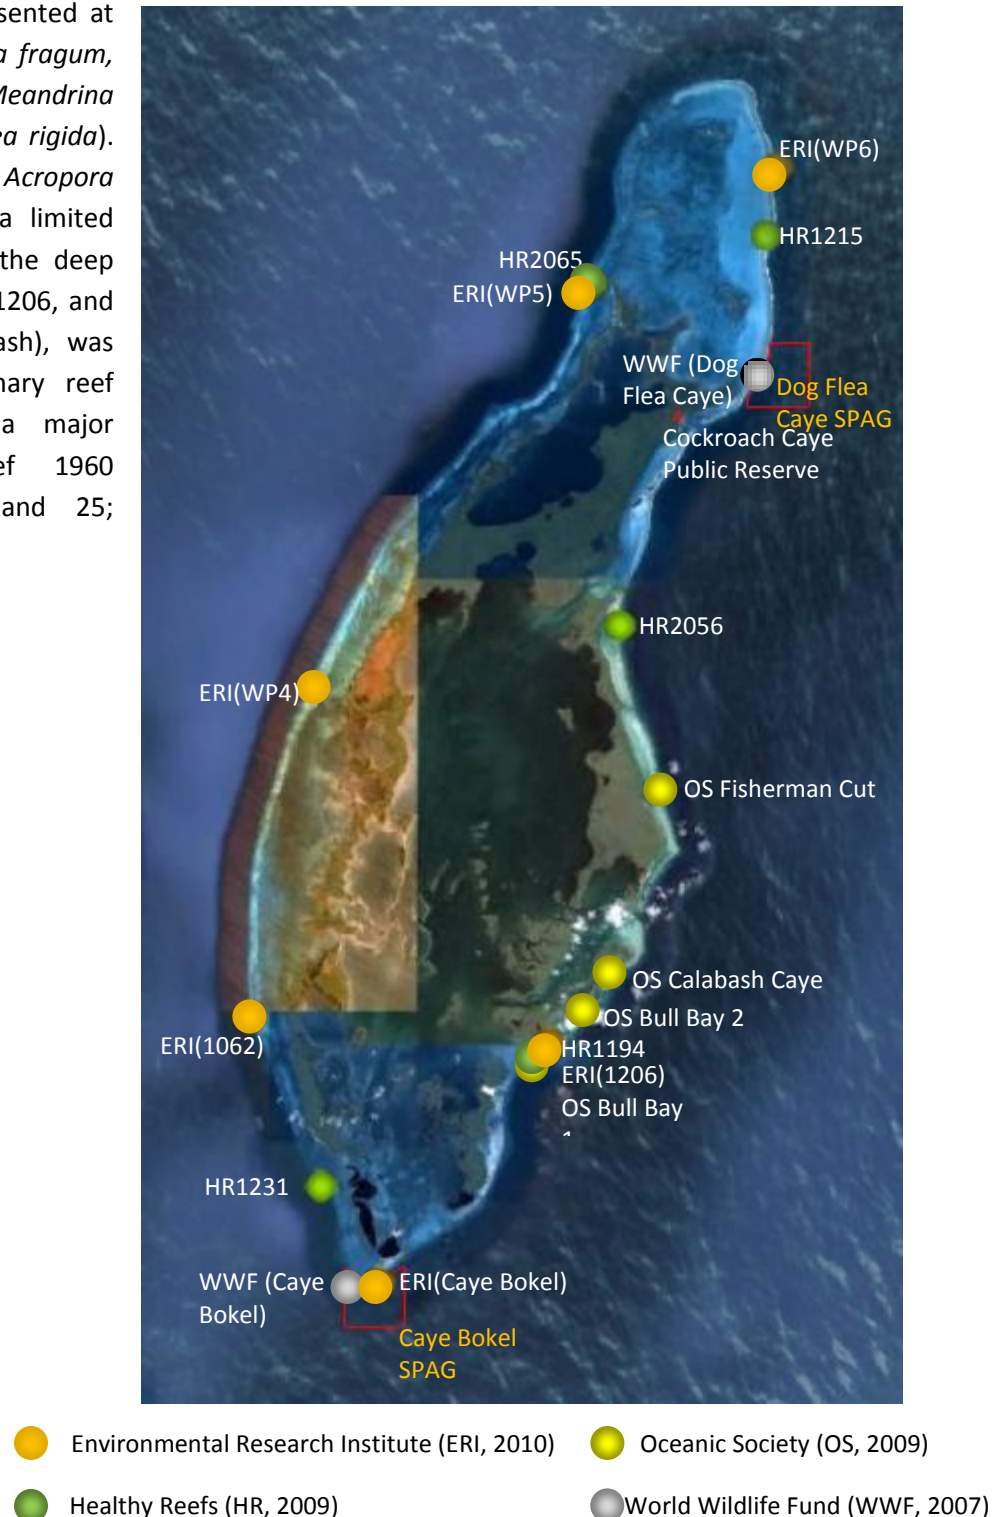 sented at
a fragum,
Meandrina
ea rigida).
Acropora
a limited
the deep
1206, and
ash), was
nary reef
a major
ef 1960
and 25;
ERI(WP6)
HR1215
HR2065
ERI(WP5)
WWF (Dog
Flea Caye)
Dog Flea
Caye SPAG
Cockroach Caye
Public Reserve
HR2056
ERI(WP4)
OS Fisherman Cut
OS Calabash Caye
OS Bull Bay 2
ERI(1062)
HR1194
ERI(1206)
OS Bull Bay
HR1231
WWF (Caye
Bokel)
ERI(Caye Bokel)
Caye Bokel
SPAG
Environmental Research Institute (ERI, 2010)
Oceanic Society (OS, 2009)
Healthy Reefs (HR, 2009)
World Wildlife Fund (WWF, 2007)